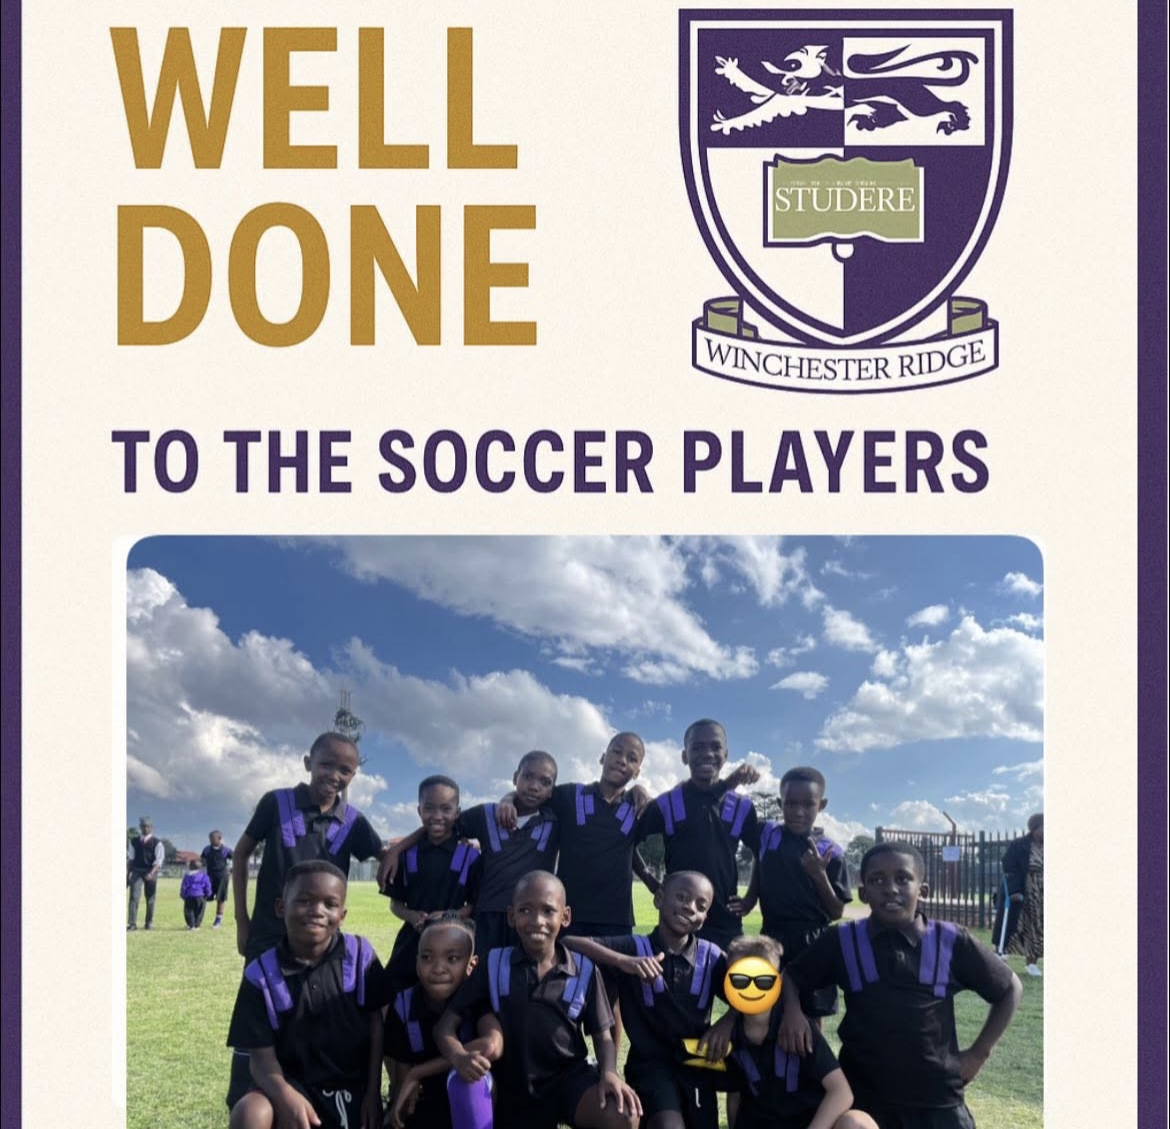 WELL
DONE
STUDERE
WINCHESTER RIDGE
TO THE SOCCER PLAYERS